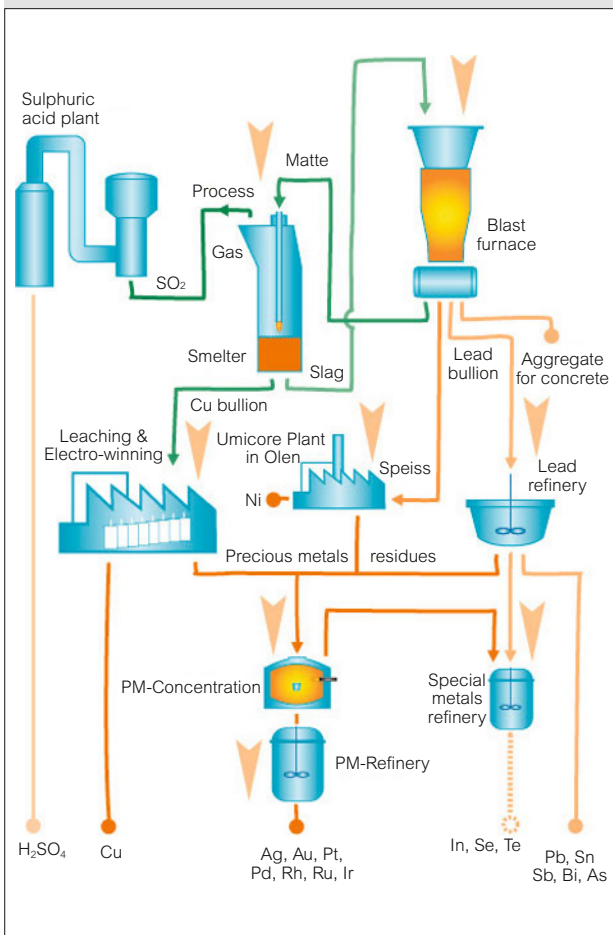 Sulphuric
acid plant
Matte
Process
Gas
Blast
furnace
SO₂
Smelter
Slag
Lead
bullion
Aggregate
for concrete
Cu bullion
Leaching &
Electro-winning
Umicore Plant
in Olen
Speiss
Lead
refinery
Ni
Precious metals residues
PM-Concentration
Special
metals
refinery
PM-Refinery
H₂SO₄
Cu
Ag, Au, Pt,
Pd, Rh, Ru, Ir
In, Se, Te
Pb, Sn
Sb, Bi, As